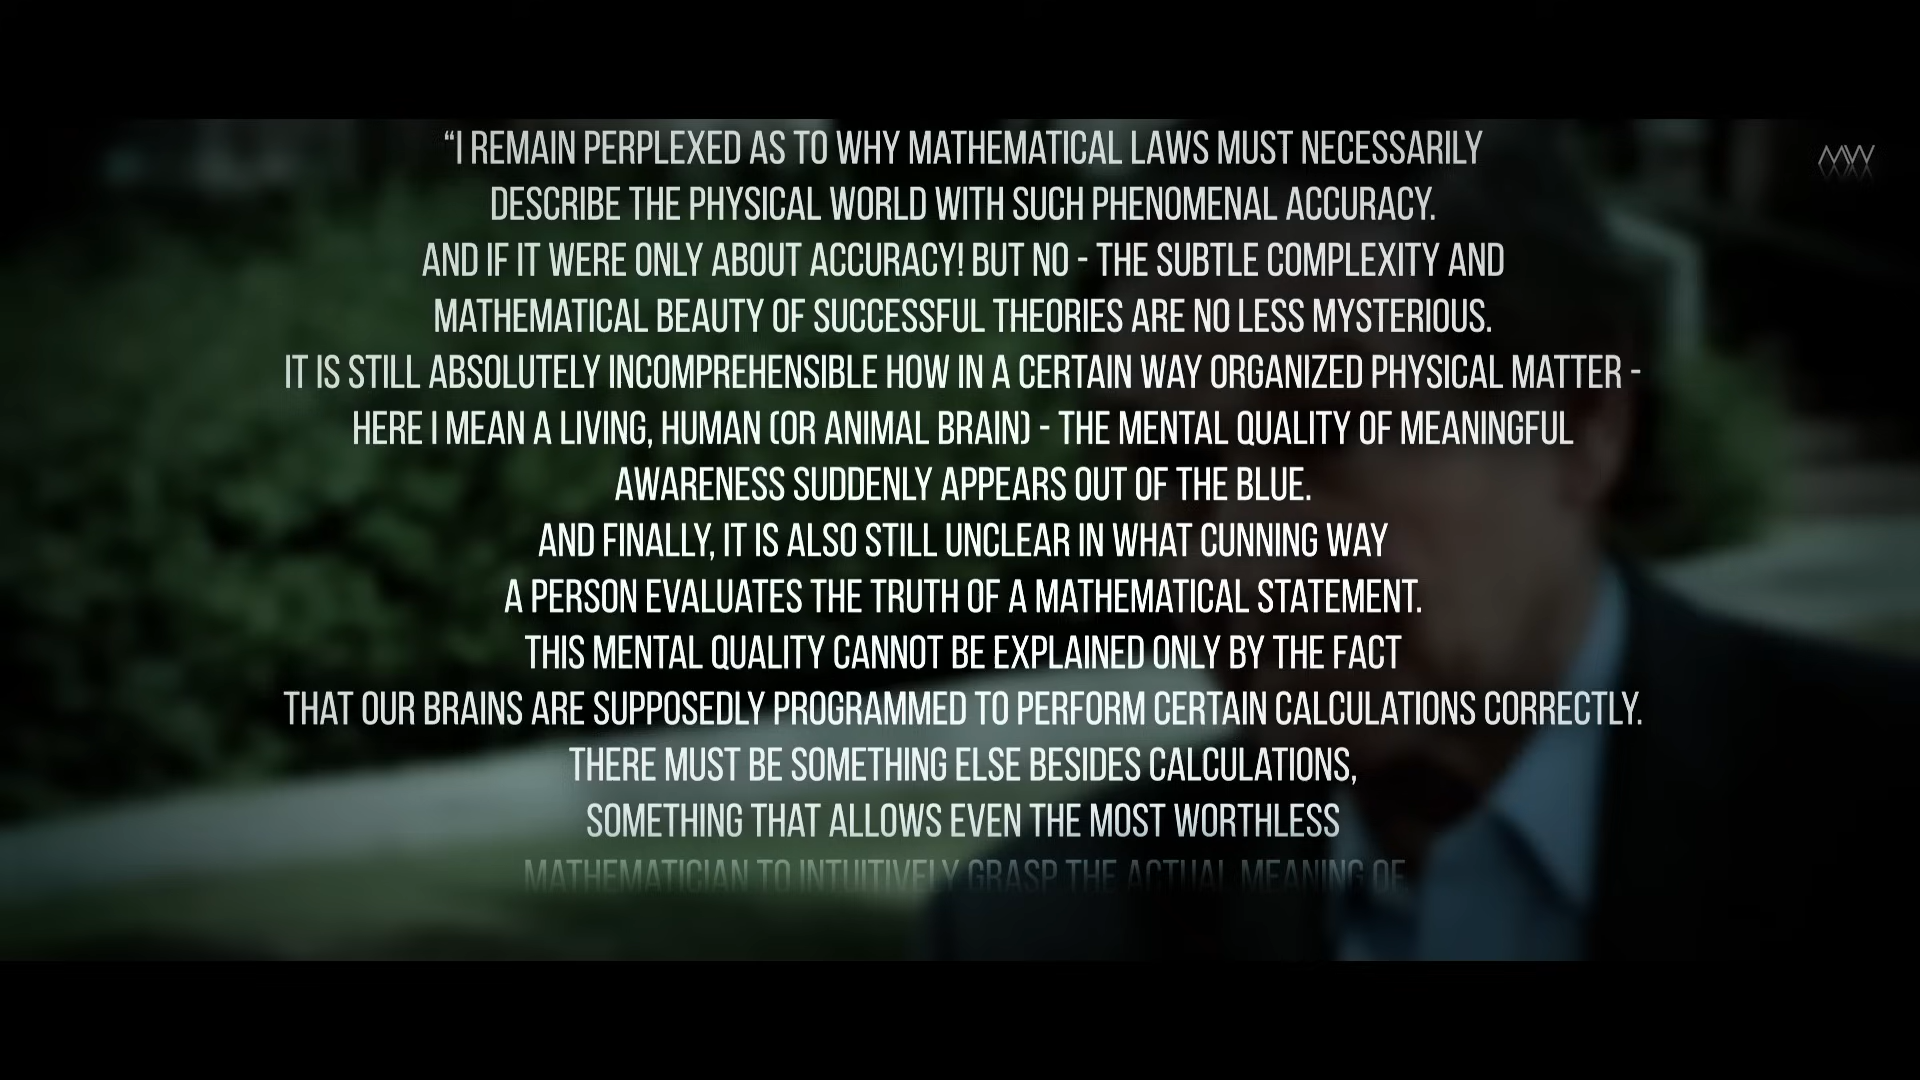 “I REMAIN PERPLEXED AS TO WHY MATHEMATICAL LAWS MUST NECESSARILY
DESCRIBE THE PHYSICAL WORLD WITH SUCH PHENOMENAL ACCURACY.
AND IF IT WERE ONLY ABOUT ACCURACY! BUT NO - THE SUBTLE COMPLEXITY AND
MATHEMATICAL BEAUTY OF SUCCESSFUL THEORIES ARE NO LESS MYSTERIOUS.
IT IS STILL ABSOLUTELY INCOMPREHENSIBLE HOW IN A CERTAIN WAY ORGANIZED PHYSICAL MATTER -
HERE I MEAN A LIVING, HUMAN (OR ANIMAL BRAIN) - THE MENTAL QUALITY OF MEANINGFUL
AWARENESS SUDDENLY APPEARS OUT OF THE BLUE.
AND FINALLY, IT IS ALSO STILL UNCLEAR IN WHAT CUNNING WAY
A PERSON EVALUATES THE TRUTH OF A MATHEMATICAL STATEMENT.
THIS MENTAL QUALITY CANNOT BE EXPLAINED ONLY BY THE FACT
THAT OUR BRAINS ARE SUPPOSEDLY PROGRAMMED TO PERFORM CERTAIN CALCULATIONS CORRECTLY.
THERE MUST BE SOMETHING ELSE BESIDES CALCULATIONS,
SOMETHING THAT ALLOWS EVEN THE MOST WORTHLESS
MATHEMATICIAN TO INTUITIVELY GRASP THE ACTUAL MEANING OF